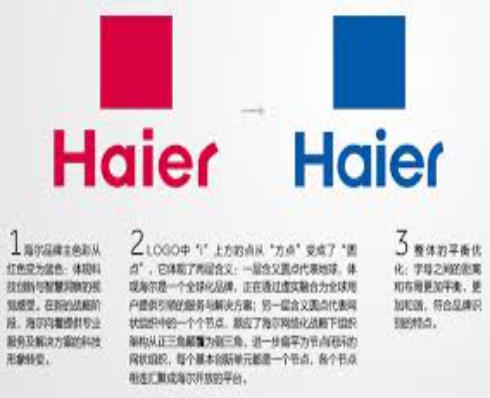 Haier
Haier
1 海尔品牌主色彩从
红色变为蓝色:体现科
技创新与智慧洞察的视
觉感受。在新的战略阶
段,海尔向着提供专业
服务及解决方案的科技
形象转变。
2 LOGO中“i”上方的点从“方点”变成了“圆
点”,它体现了两层含义:一层含义圆点代表地球,体
现海尔是一个全球化品牌,正在通过虚实融合为全球用
户提供引领的服务与解决方案;另一层含义圆点代表网
状组织中的一个个节点,顺应了海尔网络化战略下组织
架构从正三角颠覆为倒三角,进一步扁平为节点闭环的
网状组织,每个基本创新单元都是一个节点,各个节点
相连汇聚成海尔开放的平台。
3 整体的平衡优
化:字母之间的距离
和布局更加平衡,更
加和谐,符合品牌识
别的特点。